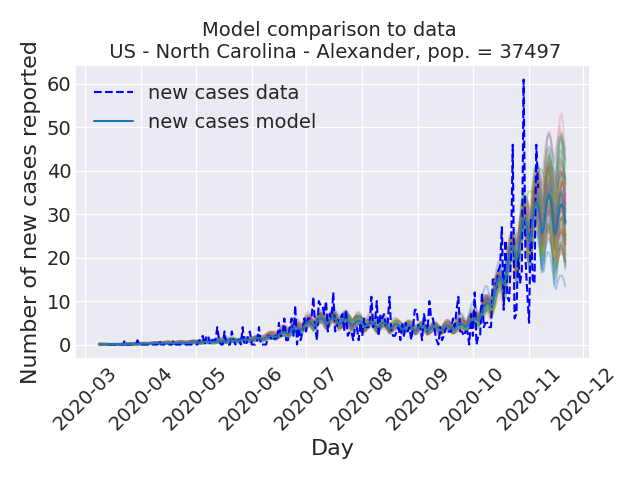 Model comparison to data
US - North Carolina - Alexander, pop. = 37497
Number of new cases reported
60
50
40
30
20
10
0
new cases data
new cases model
2020-03
2020-04
2020-05
2020-06
2020-07
2020-08
2020-09
2020-10
2020-11
2020-12
Day